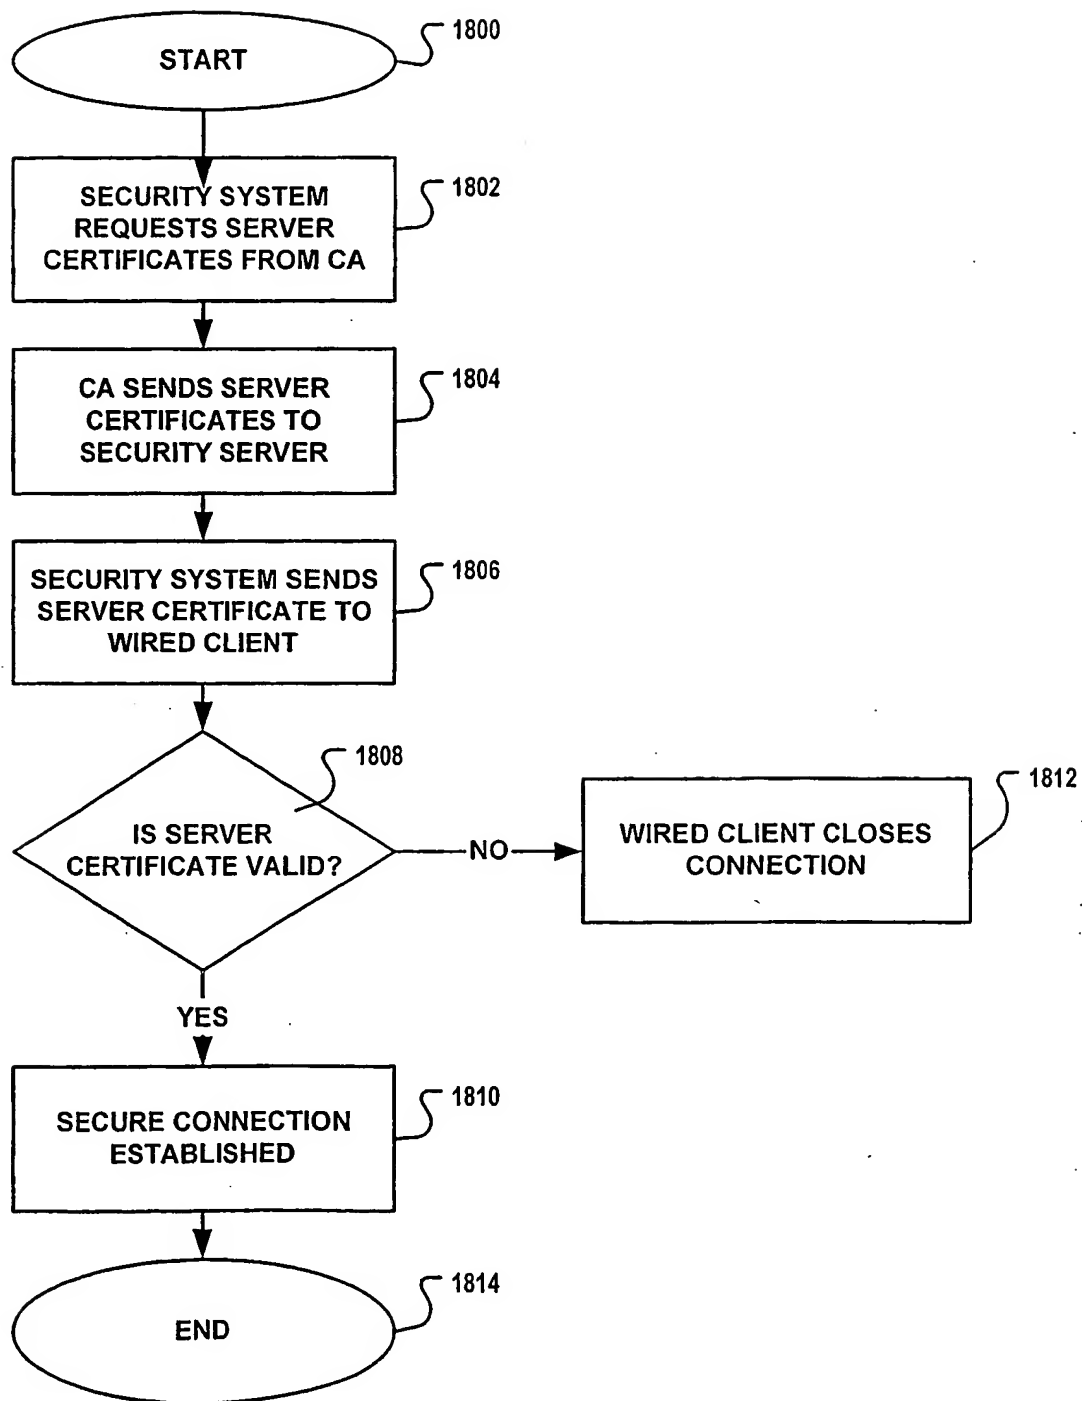 START
1800
SECURITY SYSTEM
REQUESTS SERVER
CERTIFICATES FROM CA
1802
CA SENDS SERVER
CERTIFICATES TO
SECURITY SERVER
1804
SECURITY SYSTEM SENDS
SERVER CERTIFICATE TO
WIRED CLIENT
1806
IS SERVER
CERTIFICATE VALID?
1808
NO
WIRED CLIENT CLOSES
CONNECTION
1812
YES
SECURE CONNECTION
ESTABLISHED
1810
END
1814